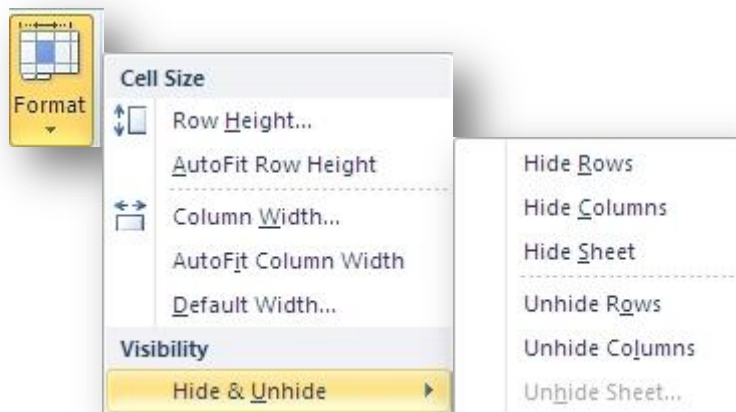 Format
Cell Size
Row Height...
AutoFit Row Height
Column Width...
AutoFit Column Width
Default Width...
Visibility
Hide & Unhide
Hide Rows
Hide Columns
Hide Sheet
Unhide Rows
Unhide Columns
Unhide Sheet...